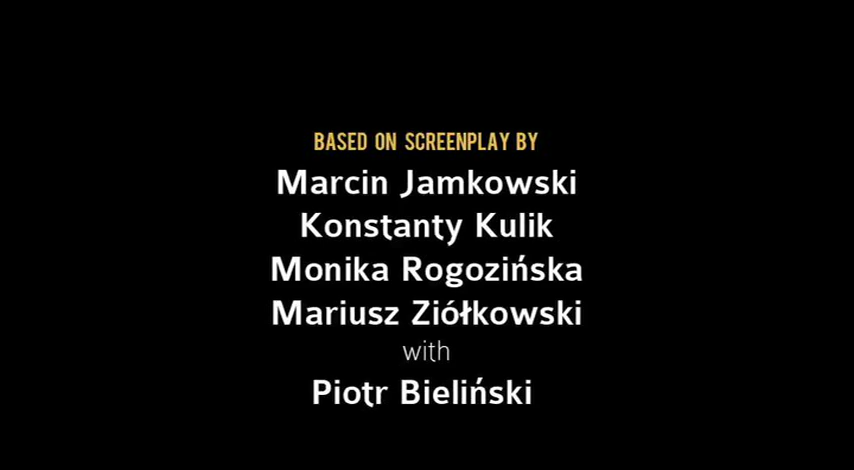 BASED ON SCREENPLAY BY
Marcin Jamkowski
Konstanty Kulik
Monika Rogozińska
Mariusz Ziółkowski
with
Piotr Bieliński